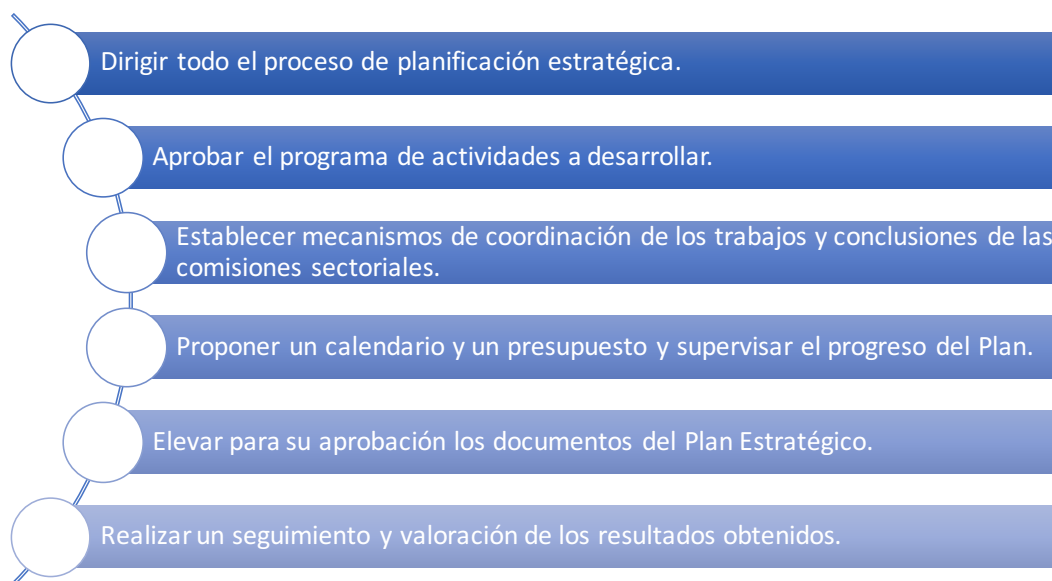 Dirigir todo el proceso de planificación estratégica.
Aprobar el programa de actividades a desarrollar.
Establecer mecanismos de coordinación de los trabajos y conclusiones de las
comisiones sectoriales.
Proponer un calendario y un presupuesto y supervisar el progreso del Plan.
Elevar para su aprobación los documentos del Plan Estratégico.
Realizar un seguimiento y valoración de los resultados obtenidos.